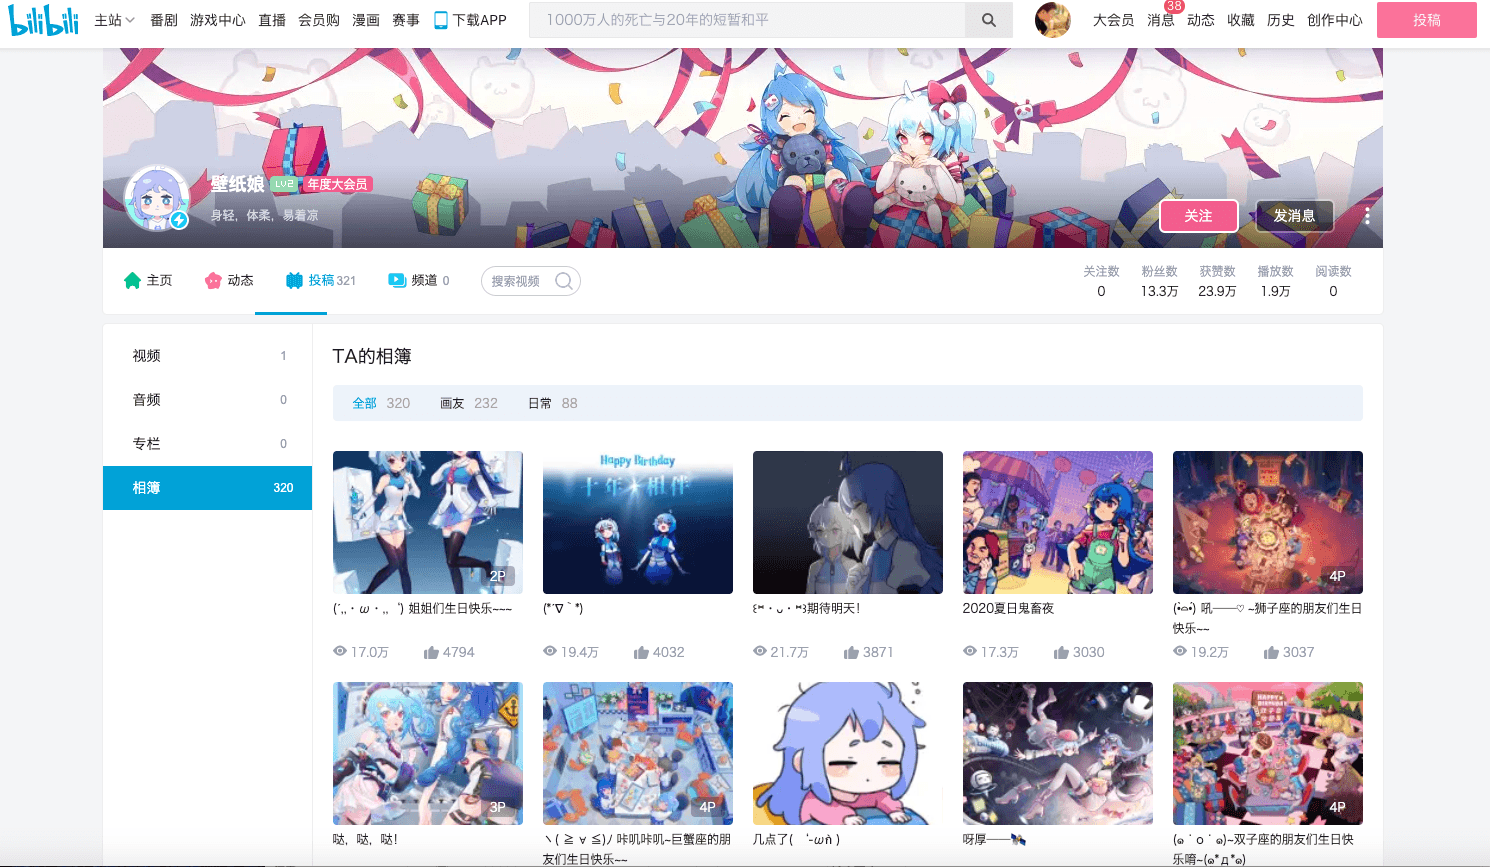 bilibili 主站 番剧 游戏中心 直播 会员购 漫画 赛事 下载APP 1000万人的死亡与20年的短暂和平 大会员 消息 38 动态 收藏 历史 创作中心 投稿
壁纸娘 LV2 年度大会员
身轻，体柔，易着凉
关注 发消息
主页 动态 投稿 321 频道 0 搜索视频
关注数 粉丝数 获赞数 播放数 阅读数
0 13.3万 23.9万 1.9万 0
视频 1
音频 0
专栏 0
相簿 320
TA的相簿
全部 320 画友 232 日常 88
Happy Birthday
十年 相伴
2P
4P
(´,,・ω・,,｀) 姐姐们生日快乐~~~
(*´∇｀*)
꒰ᐢ・ᴗ・ᐢ꒱期待明天！
2020夏日鬼畜夜
(•̀ᴖ•́) 吼——♡ ~狮子座的朋友们生日
快乐~~
17.0万 4794
19.4万 4032
21.7万 3871
17.3万 3030
19.2万 3037
3P
4P
4P
哒，哒，哒！
ヽ( ≧ ∀ ≦)ﾉ 咔叽咔叽~巨蟹座的朋
友们生日快乐~~
几点了( ゜-ωὴ )
呀厚——🛰️
(๑˙ο˙๑)~双子座的朋友们生日快
乐唷~(๑*д*๑)